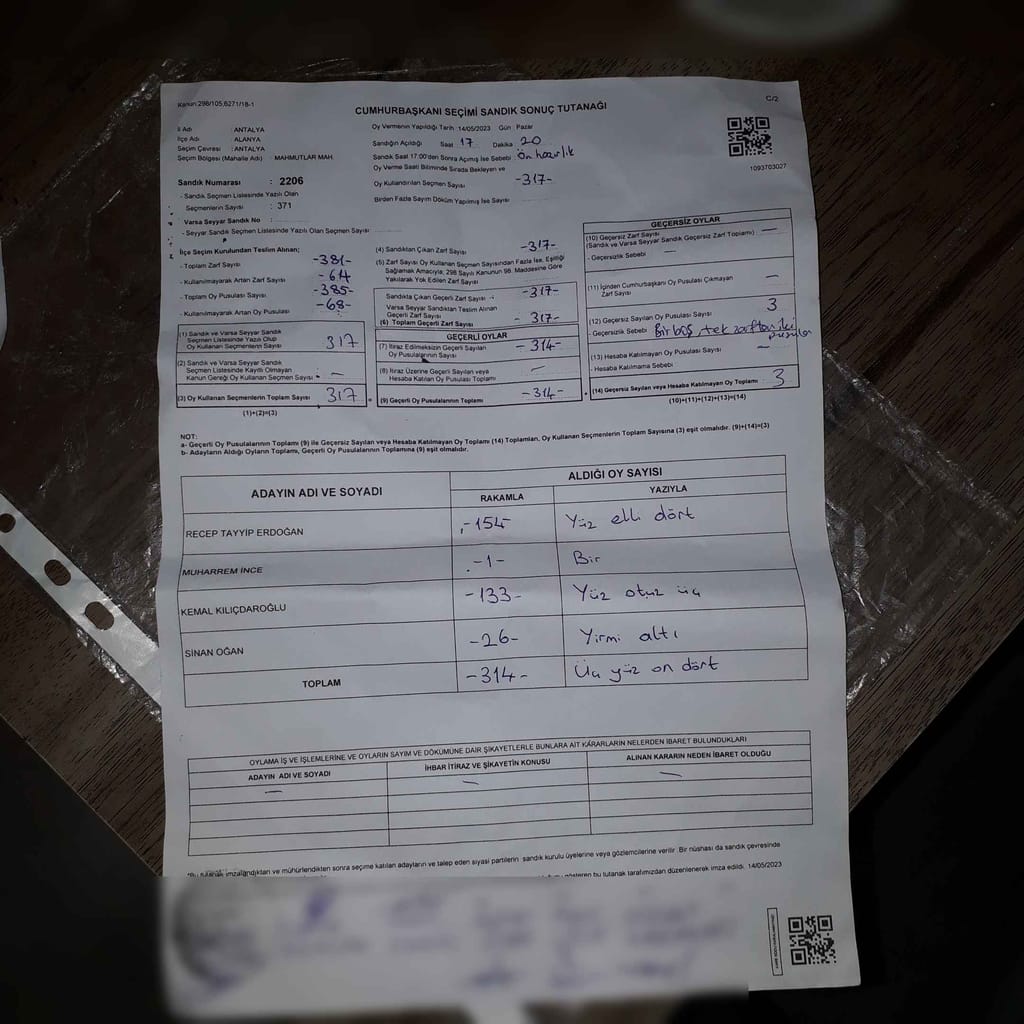 Kanun:298/105,6271/18-1
C/2
CUMHURBAŞKANI SEÇİMİ SANDIK SONUÇ TUTANAĞI
İl Adı : ANTALYA
İlçe Adı : ALANYA
Seçim Çevresi : ANTALYA
Seçim Bölgesi (Mahalle Adı) : MAHMUTLAR MAH.
Oy Vermenin Yapıldığı Tarih :14/05/2023 Gün : Pazar
Sandığın Açıldığı Saat 17 Dakika 20
Sandık Saat 17:00'den Sonra Açımış İse Sebebi : Ön hazırlık
Oy Verme Saati Bitiminde Sırada Bekleyen ve
Oy Kullandırılan Seçmen Sayısı -317-
Birden Fazla Sayım Döküm Yapılmış İse Sayısı
1093703027
Sandık Numarası : 2206
- Sandık Seçmen Listesinde Yazılı Olan
Seçmenlerin Sayısı : 371
Varsa Seyyar Sandık No :
- Seyyar Sandık Seçmen Listesinde Yazılı Olan Seçmen Sayısı
İlçe Seçim Kurulundan Teslim Alınan;
- Toplam Zarf Sayısı -381-
- Kullanılmayarak Artan Zarf Sayısı -64
- Toplam Oy Pusulası Sayısı -385-
- Kullanılmayarak Artan Oy Pusulası -68-
(1) Sandık ve Varsa Seyyar Sandık
Seçmen Listesinde Yazılı Olup
Oy Kullanan Seçmenlerin Sayısı 317
(2) Sandık ve Varsa Seyyar Sandık
Seçmen Listesinde Kayıtlı Olmayan
Kanun Gereği Oy Kullanan Seçmen Sayısı : -
(3) Oy Kullanan Seçmenlerin Toplam Sayısı 317
(1)+(2)=(3)
(4) Sandıktan Çıkan Zarf Sayısı -317-
(5) Zarf Sayısı Oy Kullanan Seçmen Sayısından Fazla İse, Eşitliği
Sağlamak Amacıyla, 298 Sayılı Kanunun 98. Maddesine Göre
Yakılarak Yok Edilen Zarf Sayısı
Sandıkta Çıkan Geçerli Zarf Sayısı -317-
Varsa Seyyar Sandıktan Teslim Alınan
Geçerli Zarf Sayısı
(6) Toplam Geçerli Zarf Sayısı - 317-
GEÇERLİ OYLAR
(7) İtiraz Edilmeksizin Geçerli Sayılan
Oy Pusulalarının Sayısı - 314-
(8) İtiraz Üzerine Geçerli Sayılan veya
Hesaba Katılan Oy Pusulası Toplamı -
(9) Geçerli Oy Pusulalarının Toplamı -314-
GEÇERSİZ OYLAR
(10) Geçersiz Zarf Sayısı -
(Sandık ve Varsa Seyyar Sandık Geçersiz Zarf Toplamı)
- Geçersizlik Sebebi : -
(11) İçinden Cumhurbaşkanı Oy Pusulası Çıkmayan -
Zarf Sayısı
(12) Geçersiz Sayılan Oy Pusulası Sayısı 3
- Geçersizlik Sebebi Bir boş, tek zarftan iki
pusula
(13) Hesaba Katılmayan Oy Pusulası Sayısı -
- Hesaba Katılmama Sebebi
(14) Geçersiz Sayılan veya Hesaba Katılmayan Oy Toplamı : 3
(10)+(11)+(12)+(13)=(14)
NOT:
a- Geçerli Oy Pusulalarının Toplamı (9) ile Geçersiz Sayılan veya Hesaba Katılmayan Oy Toplamı (14) Toplamları, Oy Kullanan Seçmenlerin Toplam Sayısına (3) eşit olmalıdır. (9)+(14)=(3)
b- Adayların Aldığı Oyların Toplamı, Geçerli Oy Pusulalarının Toplamına (9) eşit olmalıdır.
ADAYIN ADI VE SOYADI
ALDIĞI OY SAYISI
RAKAMLA YAZIYLA
RECEP TAYYİP ERDOĞAN -154- Yüz elli dört
MUHARREM İNCE -1- Bir
KEMAL KILIÇDAROĞLU -133- Yüz otuz üç
SİNAN OĞAN -26- Yirmi altı
TOPLAM -314- Üç yüz on dört
OYLAMA İŞ VE İŞLEMLERİNE VE OYLARIN SAYIM VE DÖKÜMÜNE DAİR ŞİKAYETLERLE BUNLARA AİT KARARLARIN NELERDEN İBARET BULUNDUKLARI
ADAYIN ADI VE SOYADI İHBAR İTİRAZ VE ŞİKAYETİN KONUSU ALINAN KARARIN NEDEN İBARET OLDUĞU
- - -
"Bu tutanak imzalandıktan ve mühürlendikten sonra seçime katılan adayların ve talep eden siyasi partilerin sandık kurulu üyelerine veya gözlemcilerine verilir. Bir nüshası da sandık çevresinde
gösteren bu tutanak tarafımızdan düzenlenerek imza edildi. 14/05/2023